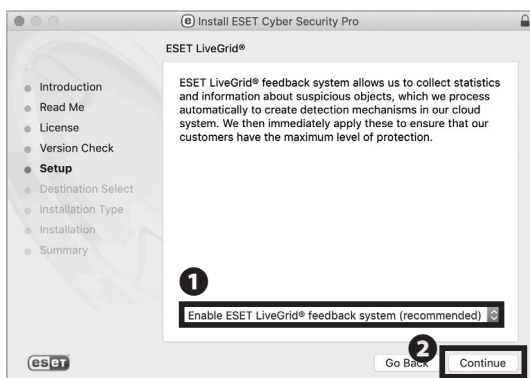 e Install ESET Cyber Security Pro
ESET LiveGrid®
Introduction
Read Me
License
Version Check
Setup
Destination Select
Installation Type
Installation
Summary
ESET LiveGrid® feedback system allows us to collect statistics
and information about suspicious objects, which we process
automatically to create detection mechanisms in our cloud
system. We then immediately apply these to ensure that our
customers have the maximum level of protection.
1
Enable ESET LiveGrid® feedback system (recommended)
2
eseT
Go Back
Continue